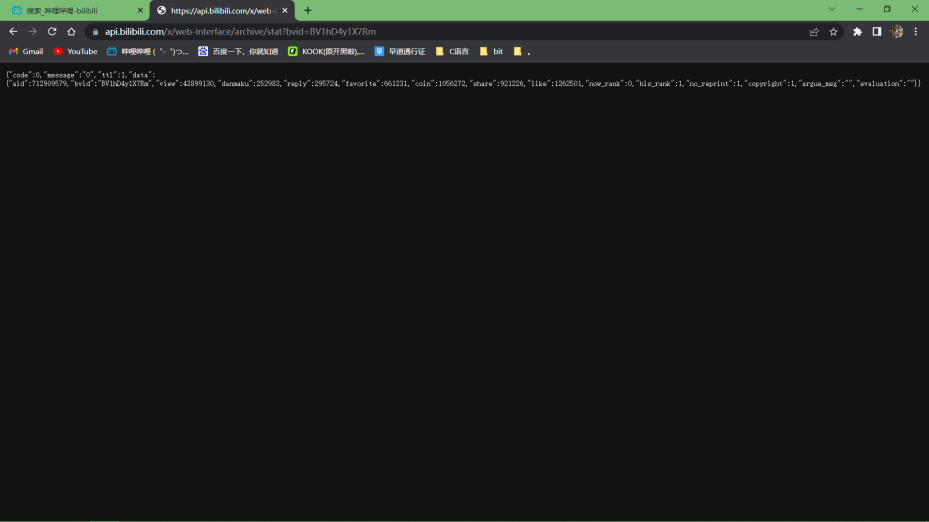 搜索_哔哩哔哩-bilibili
https://api.bilibili.com/x/web-i
api.bilibili.com/x/web-interface/archive/stat?bvid=BV1hD4y1X7Rm
Gmail
YouTube
哔哩哔哩 (゜-゜)つ...
百度一下，你就知道
KOOK(原开黑啦),...
早道通行证
C语言
bit
。
{"code":0,"message":"0","ttl":1,"data":
{"aid":712909579,"bvid":"BV1hD4y1X7Rm","view":43899130,"danmaku":252983,"reply":295724,"favorite":661231,"coin":1056272,"share":921226,"like":1262501,"now_rank":0,"his_rank":1,"no_reprint":1,"copyright":1,"argue_msg":"","evaluation":""}}